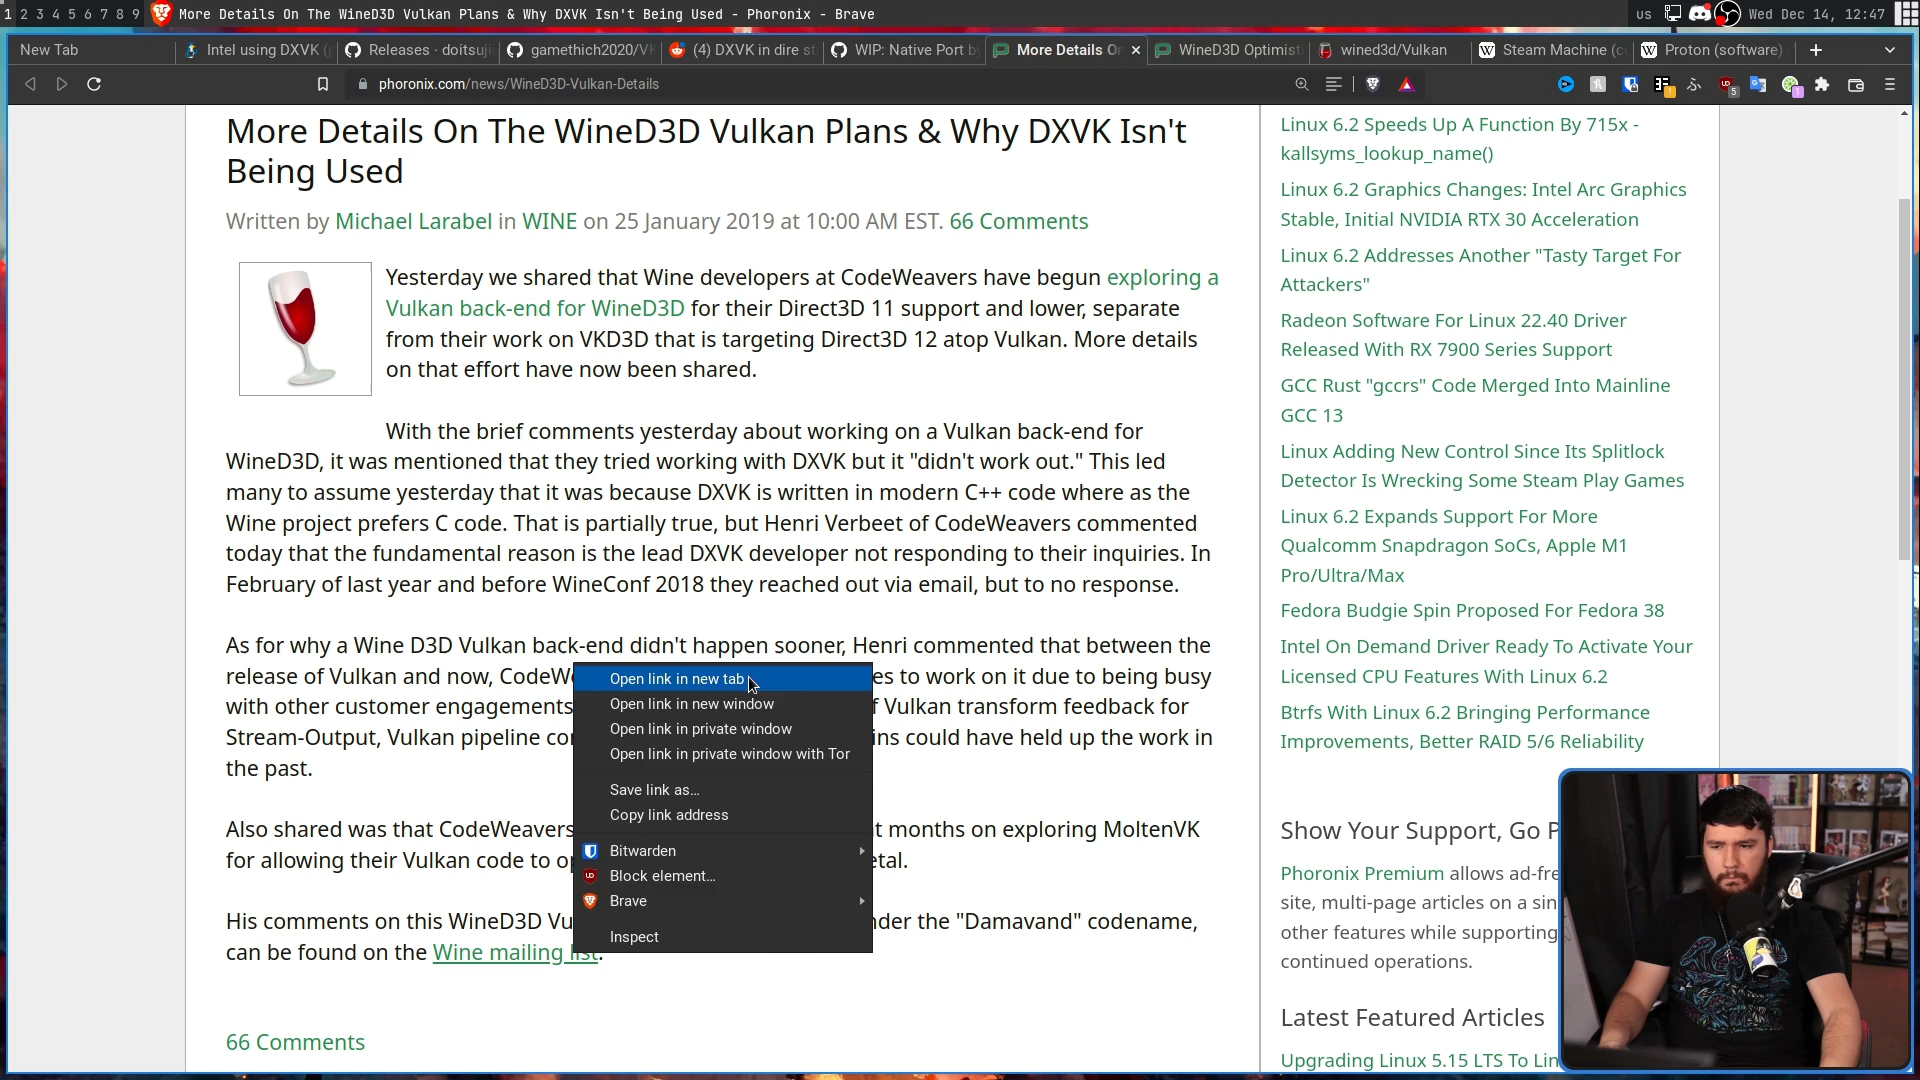 1 2 3 4 5 6 7 8 9 More Details On The WineD3D Vulkan Plans & Why DXVK Isn't Being Used - Phoronix - Brave us Wed Dec 14, 12:47
New Tab Intel using DXVK ( Releases · doitsuji gamethich2020/VK (4) DXVK in dire st WIP: Native Port b More Details O WineD3D Optimist wined3d/Vulkan Steam Machine (c Proton (software)
phoronix.com/news/WineD3D-Vulkan-Details
More Details On The WineD3D Vulkan Plans & Why DXVK Isn't
Being Used
Written by Michael Larabel in WINE on 25 January 2019 at 10:00 AM EST. 66 Comments
Yesterday we shared that Wine developers at CodeWeavers have begun exploring a
Vulkan back-end for WineD3D for their Direct3D 11 support and lower, separate
from their work on VKD3D that is targeting Direct3D 12 atop Vulkan. More details
on that effort have now been shared.
With the brief comments yesterday about working on a Vulkan back-end for
WineD3D, it was mentioned that they tried working with DXVK but it "didn't work out." This led
many to assume yesterday that it was because DXVK is written in modern C++ code where as the
Wine project prefers C code. That is partially true, but Henri Verbeet of CodeWeavers commented
today that the fundamental reason is the lead DXVK developer not responding to their inquiries. In
February of last year and before WineConf 2018 they reached out via email, but to no response.
As for why a Wine D3D Vulkan back-end didn't happen sooner, Henri commented that between the
release of Vulkan and now, CodeW es to work on it due to being busy
with other customer engagements f Vulkan transform feedback for
Stream-Output, Vulkan pipeline co ins could have held up the work in
the past.
Also shared was that CodeWeavers t months on exploring MoltenVK
for allowing their Vulkan code to o etal.
His comments on this WineD3D Vu nder the "Damavand" codename,
can be found on the Wine mailing list.
66 Comments
Open link in new tab
Open link in new window
Open link in private window
Open link in private window with Tor
Save link as...
Copy link address
Bitwarden
Block element...
Brave
Inspect
Linux 6.2 Speeds Up A Function By 715x -
kallsyms_lookup_name()
Linux 6.2 Graphics Changes: Intel Arc Graphics
Stable, Initial NVIDIA RTX 30 Acceleration
Linux 6.2 Addresses Another "Tasty Target For
Attackers"
Radeon Software For Linux 22.40 Driver
Released With RX 7900 Series Support
GCC Rust "gccrs" Code Merged Into Mainline
GCC 13
Linux Adding New Control Since Its Splitlock
Detector Is Wrecking Some Steam Play Games
Linux 6.2 Expands Support For More
Qualcomm Snapdragon SoCs, Apple M1
Pro/Ultra/Max
Fedora Budgie Spin Proposed For Fedora 38
Intel On Demand Driver Ready To Activate Your
Licensed CPU Features With Linux 6.2
Btrfs With Linux 6.2 Bringing Performance
Improvements, Better RAID 5/6 Reliability
Show Your Support, Go P
Phoronix Premium allows ad-fre
site, multi-page articles on a sin
other features while supporting
continued operations.
Latest Featured Articles
Upgrading Linux 5.15 LTS To Lin